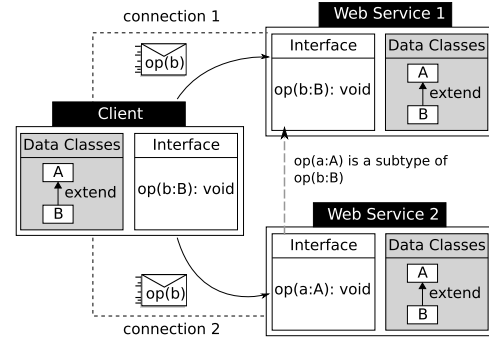 connection 1
Web Service 1
op(b)
Interface
Data Classes
op(b:B): void
A
extend
B
Client
Data Classes
Interface
A
extend
B
op(b:B): void
op(a:A) is a subtype of
op(b:B)
Web Service 2
Interface
Data Classes
op(a:A): void
A
extend
B
op(b)
connection 2